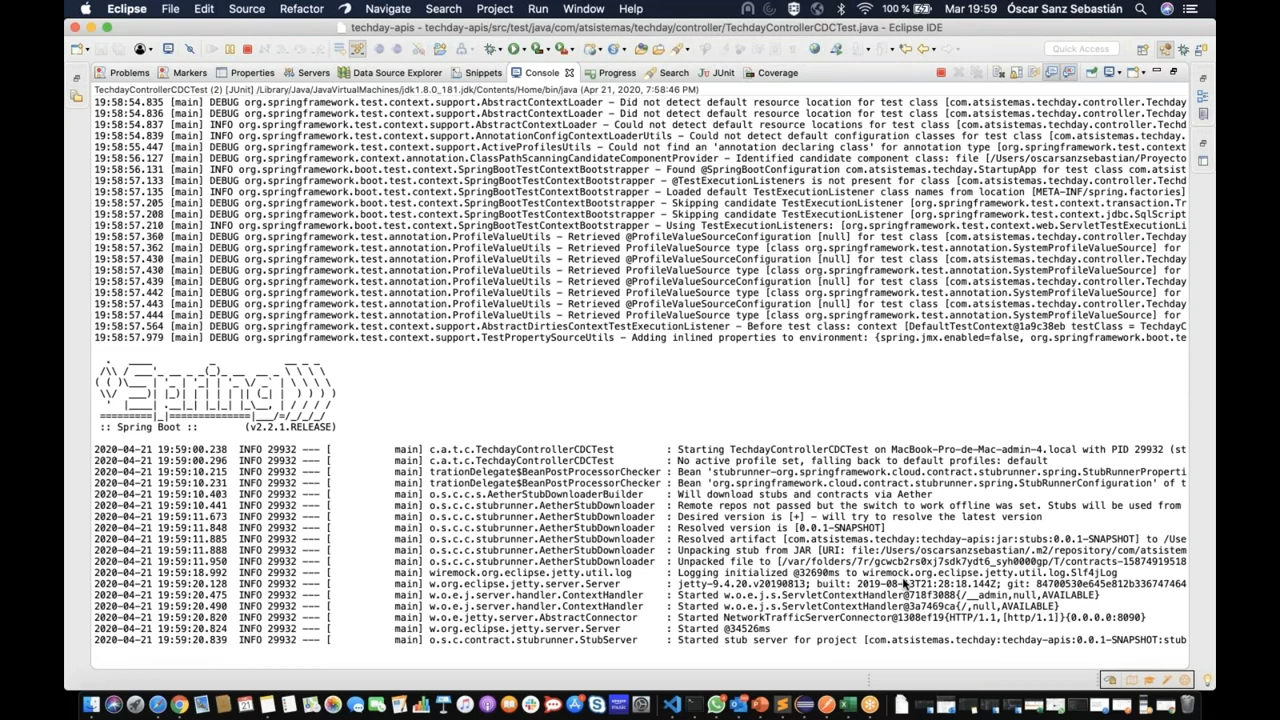 Eclipse File Edit Source Refactor Navigate Search Project Run Window Help 100 % Mar 19:59 Óscar Sanz Sebastián
techday-apis - techday-apis/src/test/java/com/atsistemas/techday/controller/TechdayControllerCDCTest.java - Eclipse IDE
Quick Access
Problems Markers Properties Servers Data Source Explorer Snippets Console Progress Search JUnit Coverage
TechdayControllerCDCTest (2) [JUnit] /Library/Java/JavaVirtualMachines/jdk1.8.0_181.jdk/Contents/Home/bin/java (Apr 21, 2020, 7:58:46 PM)
19:58:54.835 [main] DEBUG org.springframework.test.context.support.AbstractContextLoader - Did not detect default resource location for test class [com.atsistemas.techday.controller.Techday
19:58:54.836 [main] DEBUG org.springframework.test.context.support.AbstractContextLoader - Did not detect default resource location for test class [com.atsistemas.techday.controller.Techday
19:58:54.837 [main] INFO org.springframework.test.context.support.AbstractContextLoader - Could not detect default resource locations for test class [com.atsistemas.techday.controller.Techd
19:58:54.839 [main] INFO org.springframework.test.context.support.AnnotationConfigContextLoaderUtils - Could not detect default configuration classes for test class [com.atsistemas.techday.
19:58:55.447 [main] DEBUG org.springframework.test.context.support.ActiveProfilesUtils - Could not find an 'annotation declaring class' for annotation type [org.springframework.test.context
19:58:56.127 [main] DEBUG org.springframework.context.annotation.ClassPathScanningCandidateComponentProvider - Identified candidate component class: file [/Users/oscarsanzsebastian/Proyecto
19:58:56.131 [main] INFO org.springframework.boot.test.context.SpringBootTestContextBootstrapper - Found @SpringBootConfiguration com.atsistemas.techday.StartupApp for test class com.atsist
19:58:57.133 [main] DEBUG org.springframework.boot.test.context.SpringBootTestContextBootstrapper - @TestExecutionListeners is not present for class [com.atsistemas.techday.controller.Techd
19:58:57.135 [main] INFO org.springframework.boot.test.context.SpringBootTestContextBootstrapper - Loaded default TestExecutionListener class names from location [META-INF/spring.factories]
19:58:57.205 [main] DEBUG org.springframework.boot.test.context.SpringBootTestContextBootstrapper - Skipping candidate TestExecutionListener [org.springframework.test.context.transaction.Tr
19:58:57.208 [main] DEBUG org.springframework.boot.test.context.SpringBootTestContextBootstrapper - Skipping candidate TestExecutionListener [org.springframework.test.context.jdbc.SqlScript
19:58:57.210 [main] INFO org.springframework.boot.test.context.SpringBootTestContextBootstrapper - Using TestExecutionListeners: [org.springframework.test.context.web.ServletTestExecutionLi
19:58:57.360 [main] DEBUG org.springframework.test.annotation.ProfileValueUtils - Retrieved @ProfileValueSourceConfiguration [null] for test class [com.atsistemas.techday.controller.Techday
19:58:57.362 [main] DEBUG org.springframework.test.annotation.ProfileValueUtils - Retrieved ProfileValueSource type [class org.springframework.test.annotation.SystemProfileValueSource] for
19:58:57.430 [main] DEBUG org.springframework.test.annotation.ProfileValueUtils - Retrieved @ProfileValueSourceConfiguration [null] for test class [com.atsistemas.techday.controller.Techday
19:58:57.430 [main] DEBUG org.springframework.test.annotation.ProfileValueUtils - Retrieved ProfileValueSource type [class org.springframework.test.annotation.SystemProfileValueSource] for
19:58:57.439 [main] DEBUG org.springframework.test.annotation.ProfileValueUtils - Retrieved @ProfileValueSourceConfiguration [null] for test class [com.atsistemas.techday.controller.Techday
19:58:57.442 [main] DEBUG org.springframework.test.annotation.ProfileValueUtils - Retrieved ProfileValueSource type [class org.springframework.test.annotation.SystemProfileValueSource] for
19:58:57.443 [main] DEBUG org.springframework.test.annotation.ProfileValueUtils - Retrieved @ProfileValueSourceConfiguration [null] for test class [com.atsistemas.techday.controller.Techday
19:58:57.444 [main] DEBUG org.springframework.test.annotation.ProfileValueUtils - Retrieved ProfileValueSource type [class org.springframework.test.annotation.SystemProfileValueSource] for
19:58:57.564 [main] DEBUG org.springframework.test.context.support.AbstractDirtiesContextTestExecutionListener - Before test class: context [DefaultTestContext@1a9c38eb testClass = TechdayC
19:58:57.979 [main] DEBUG org.springframework.test.context.support.TestPropertySourceUtils - Adding inlined properties to environment: {spring.jmx.enabled=false, org.springframework.boot.te
Spring
:: Spring Boot :: (v2.2.1.RELEASE)
2020-04-21 19:59:00.238 INFO 29932 --- [ main] c.a.t.c.TechdayControllerCDCTest : Starting TechdayControllerCDCTest on MacBook-Pro-de-Mac-admin-4.local with PID 29932 (st
2020-04-21 19:59:00.296 INFO 29932 --- [ main] c.a.t.c.TechdayControllerCDCTest : No active profile set, falling back to default profiles: default
2020-04-21 19:59:10.215 INFO 29932 --- [ main] trationDelegate$BeanPostProcessorChecker : Bean 'stubrunner-org.springframework.cloud.contract.stubrunner.spring.StubRunnerProperti
2020-04-21 19:59:10.231 INFO 29932 --- [ main] trationDelegate$BeanPostProcessorChecker : Bean 'org.springframework.cloud.contract.stubrunner.spring.StubRunnerConfiguration' of t
2020-04-21 19:59:10.403 INFO 29932 --- [ main] o.s.c.c.s.AetherStubDownloaderBuilder : Will download stubs and contracts via Aether
2020-04-21 19:59:10.441 INFO 29932 --- [ main] o.s.c.c.stubrunner.AetherStubDownloader : Remote repos not passed but the switch to work offline was set. Stubs will be used from
2020-04-21 19:59:11.673 INFO 29932 --- [ main] o.s.c.c.stubrunner.AetherStubDownloader : Desired version is [+] - will try to resolve the latest version
2020-04-21 19:59:11.848 INFO 29932 --- [ main] o.s.c.c.stubrunner.AetherStubDownloader : Resolved version is [0.0.1-SNAPSHOT]
2020-04-21 19:59:11.885 INFO 29932 --- [ main] o.s.c.c.stubrunner.AetherStubDownloader : Resolved artifact [com.atsistemas.techday:techday-apis:jar:stubs:0.0.1-SNAPSHOT] to /Use
2020-04-21 19:59:11.888 INFO 29932 --- [ main] o.s.c.c.stubrunner.AetherStubDownloader : Unpacking stub from JAR [URI: file:/Users/oscarsanzsebastian/.m2/repository/com/atsistem
2020-04-21 19:59:11.950 INFO 29932 --- [ main] o.s.c.c.stubrunner.AetherStubDownloader : Unpacked file to [/var/folders/7r/gcwcb2rs0xj7sdk7ydt6_syh0000gp/T/contracts-15874919518
2020-04-21 19:59:18.992 INFO 29932 --- [ main] wiremock.org.eclipse.jetty.util.log : Logging initialized @32690ms to wiremock.org.eclipse.jetty.util.log.Slf4jLog
2020-04-21 19:59:20.128 INFO 29932 --- [ main] w.org.eclipse.jetty.server.Server : jetty-9.4.20.v20190813; built: 2019-08-13T21:28:18.144Z; git: 84700530e645e812b336747464
2020-04-21 19:59:20.475 INFO 29932 --- [ main] w.o.e.j.server.handler.ContextHandler : Started w.o.e.j.s.ServletContextHandler@718f3088{/__admin,null,AVAILABLE}
2020-04-21 19:59:20.490 INFO 29932 --- [ main] w.o.e.j.server.handler.ContextHandler : Started w.o.e.j.s.ServletContextHandler@3a7469ca{/,null,AVAILABLE}
2020-04-21 19:59:20.820 INFO 29932 --- [ main] w.o.e.jetty.server.AbstractConnector : Started NetworkTrafficServerConnector@1308ef19{HTTP/1.1,[http/1.1]}{0.0.0.0:8090}
2020-04-21 19:59:20.824 INFO 29932 --- [ main] w.org.eclipse.jetty.server.Server : Started @34526ms
2020-04-21 19:59:20.839 INFO 29932 --- [ main] o.s.c.contract.stubrunner.StubServer : Started stub server for project [com.atsistemas.techday:techday-apis:0.0.1-SNAPSHOT:stub